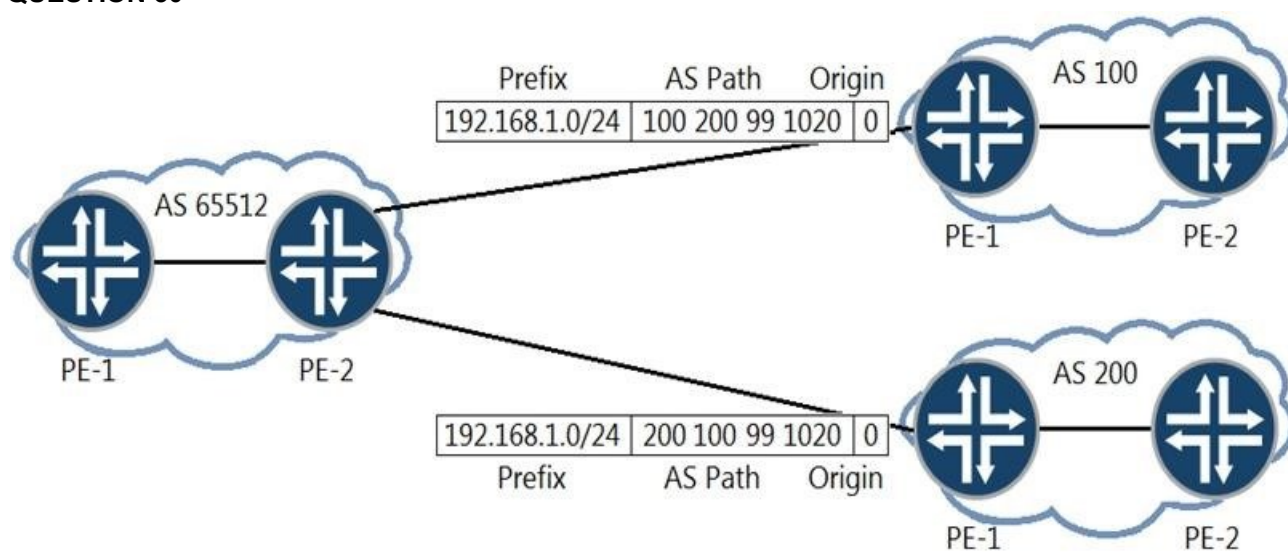 Prefix AS Path Origin
192.168.1.0/24 100 200 99 1020 0
AS 100
PE-1 PE-2
AS 65512
PE-1 PE-2
192.168.1.0/24 200 100 99 1020 0
Prefix AS Path Origin
AS 200
PE-1 PE-2